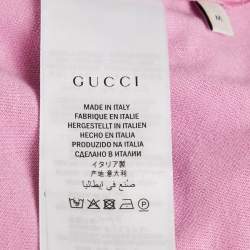 M
GUCCI
MADE IN ITALY
FABRIQUÉ EN ITALIE
HERGESTELLT IN ITALIEN
HECHO EN ITALIA
PRODUZIDO NA ITÁLIA
СДЕЛАНО В ИТАЛИИ
イタリア製
产地 意大利
صنع في إيطاليا